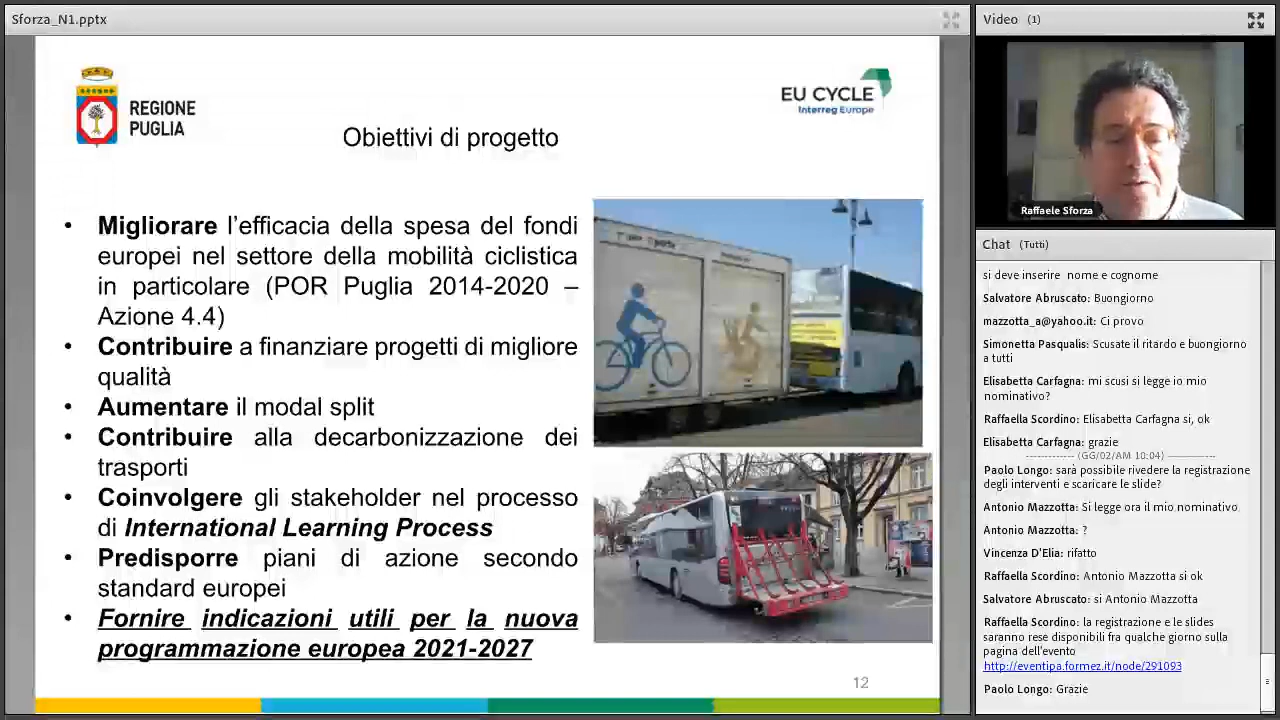 Sforza_N1.pptx
REGIONE
PUGLIA
EU CYCLE
Interreg Europe
Obiettivi di progetto
• Migliorare l’efficacia della spesa del fondi
europei nel settore della mobilità ciclistica
in particolare (POR Puglia 2014-2020 –
Azione 4.4)
• Contribuire a finanziare progetti di migliore
qualità
• Aumentare il modal split
• Contribuire alla decarbonizzazione dei
trasporti
• Coinvolgere gli stakeholder nel processo
di International Learning Process
• Predisporre piani di azione secondo
standard europei
• Fornire indicazioni utili per la nuova
programmazione europea 2021-2027
12
Video (1)
Raffaele Sforza
Chat (Tutti)
si deve inserire nome e cognome
Salvatore Abruscato: Buongiorno
mazzotta_a@yahoo.it: Ci provo
Simonetta Pasqualis: Scusate il ritardo e buongiorno
a tutti
Elisabetta Carfagna: mi scusi si legge io mio
nominativo?
Raffaella Scordino: Elisabetta Carfagna si, ok
Elisabetta Carfagna: grazie
------------- (GG/02/AM 10:04) -------------
Paolo Longo: sarà possibile rivedere la registrazione
degli interventi e scaricare le slide?
Antonio Mazzotta: Si legge ora il mio nominativo
Antonio Mazzotta: ?
Vincenza D'Elia: rifatto
Raffaella Scordino: Antonio Mazzotta si ok
Salvatore Abruscato: si Antonio Mazzotta
Raffaella Scordino: la registrazione e le slides
saranno rese disponibili fra qualche giorno sulla
pagina dell'evento
http://eventipa.formez.it/node/291093
Paolo Longo: Grazie